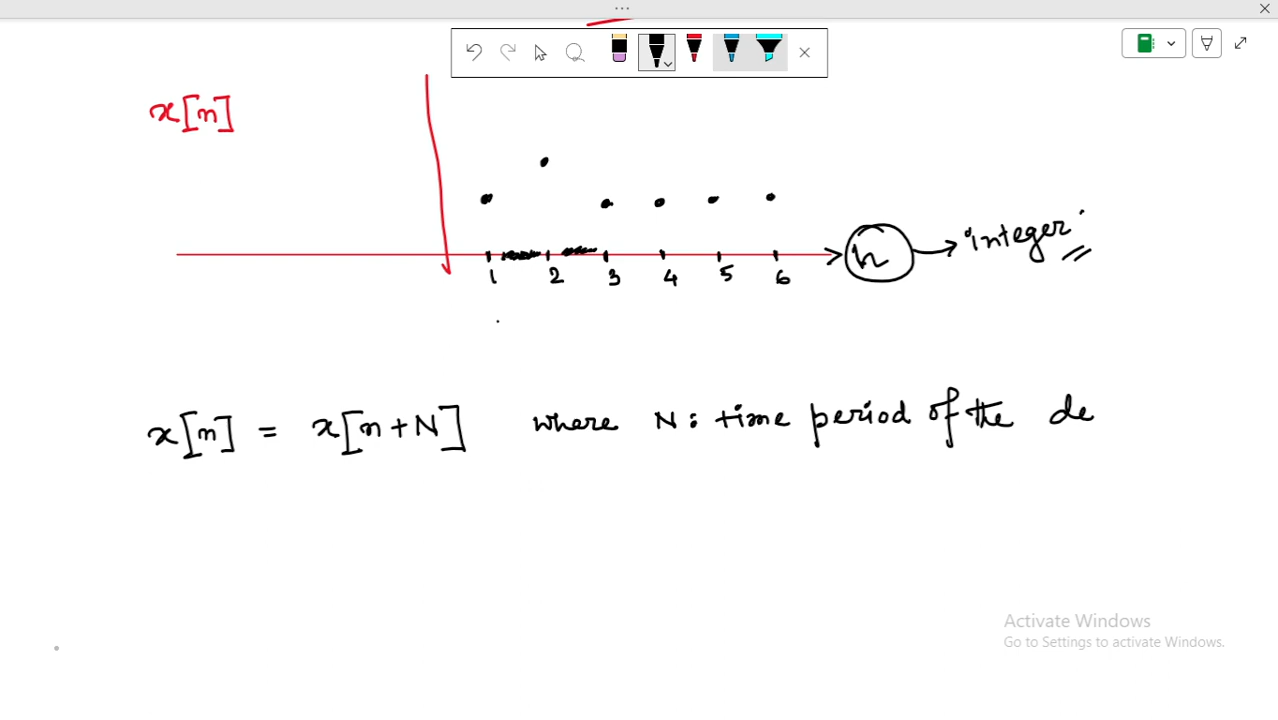 x[n]
n → "integer"
1 2 3 4 5 6
x[n] = x[n+N] where N: time period of the de
Activate Windows
Go to Settings to activate Windows.